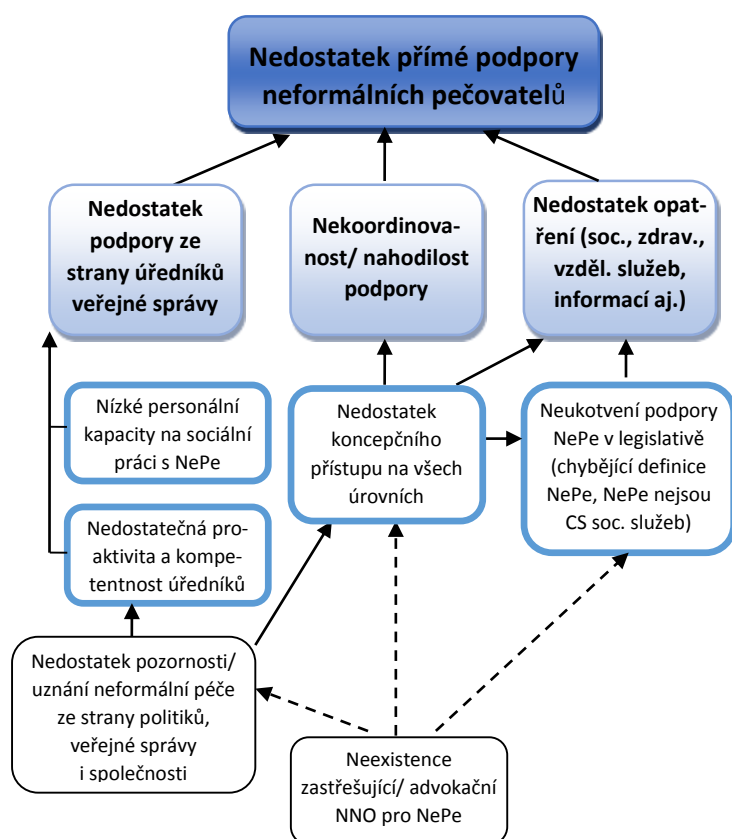 Nedostatek přímé podpory
neformálních pečovatelů
Nedostatek
podpory ze
strany úředníků
veřejné správy
Nekoordinova-
nost/ nahodilost
podpory
Nedostatek opat-
ření (soc., zdrav.,
vzděl. služeb,
informací aj.)
Nízké personální
kapacity na sociální
práci s NePe
Nedostatek
koncepčního
přístupu na všech
úrovních
Neukotvení podpory
NePe v legislativě
(chybějící definice
NePe, NePe nejsou
CS soc. služeb)
Nedostatečná pro-
aktivita a kompe-
tentnost úředníků
Nedostatek pozornosti/
uznání neformální péče
ze strany politiků,
veřejné správy
i společnosti
Neexistence
zastřešující/ advokační
NNO pro NePe